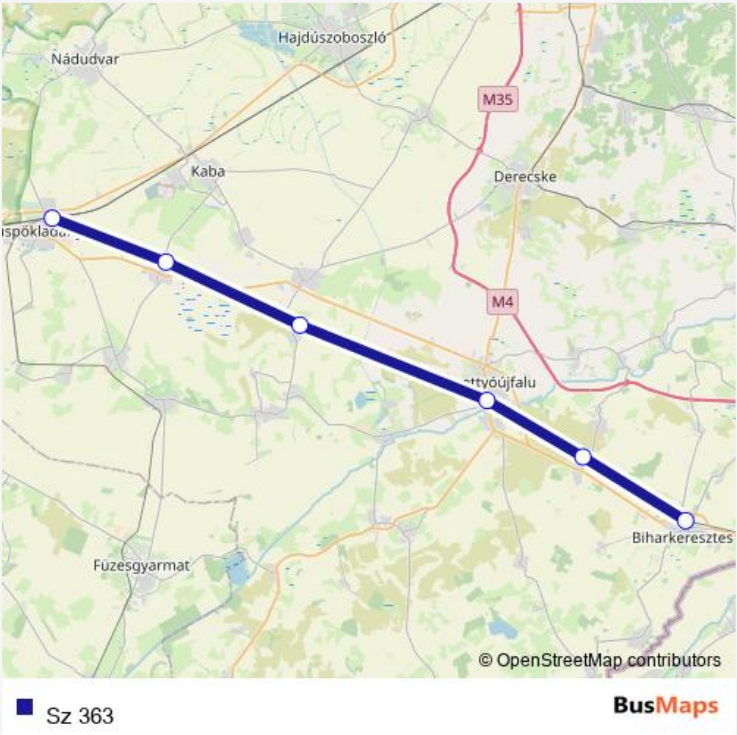 Hajdúszoboszló
Nádudvar
M35
Kaba
Derecske
M4
Biharkeresztes
Füzesgyarmat
© OpenStreetMap contributors
Sz 363
BusMaps